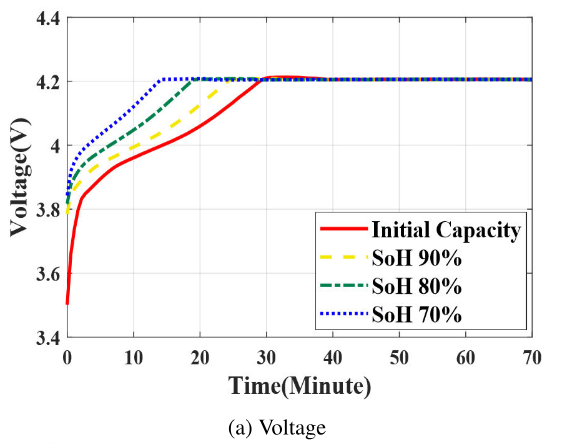 4.4
4.2
4
3.8
3.6
3.4
Voltage(V)
Initial Capacity
SoH 90%
SoH 80%
SoH 70%
0 10 20 30 40 50 60 70
Time(Minute)
(a) Voltage